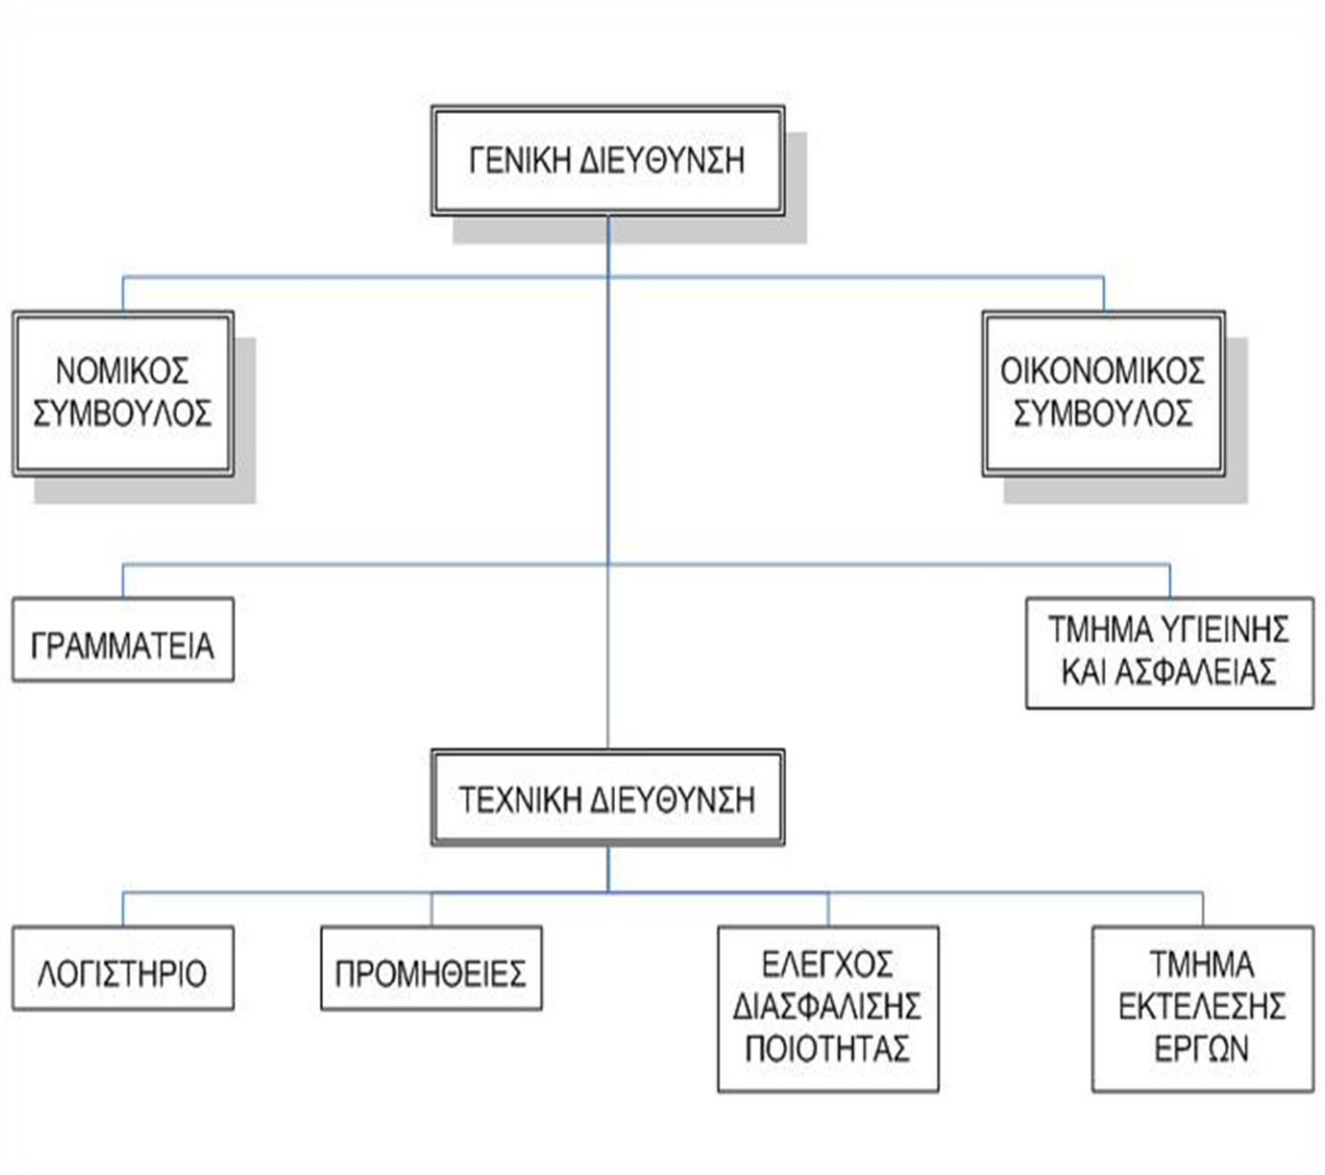 ΓΕΝΙΚΗ ΔΙΕΥΘΥΝΣΗ
ΝΟΜΙΚΟΣ
ΣΥΜΒΟΥΛΟΣ
ΟΙΚΟΝΟΜΙΚΟΣ
ΣΥΜΒΟΥΛΟΣ
ΓΡΑΜΜΑΤΕΙΑ
ΤΜΗΜΑ ΥΓΙΕΙΝΗΣ
ΚΑΙ ΑΣΦΑΛΕΙΑΣ
ΤΕΧΝΙΚΗ ΔΙΕΥΘΥΝΣΗ
ΛΟΓΙΣΤΗΡΙΟ
ΠΡΟΜΗΘΕΙΕΣ
ΕΛΕΓΧΟΣ
ΔΙΑΣΦΑΛΙΣΗΣ
ΠΟΙΟΤΗΤΑΣ
ΤΜΗΜΑ
ΕΚΤΕΛΕΣΗΣ
ΕΡΓΩΝ